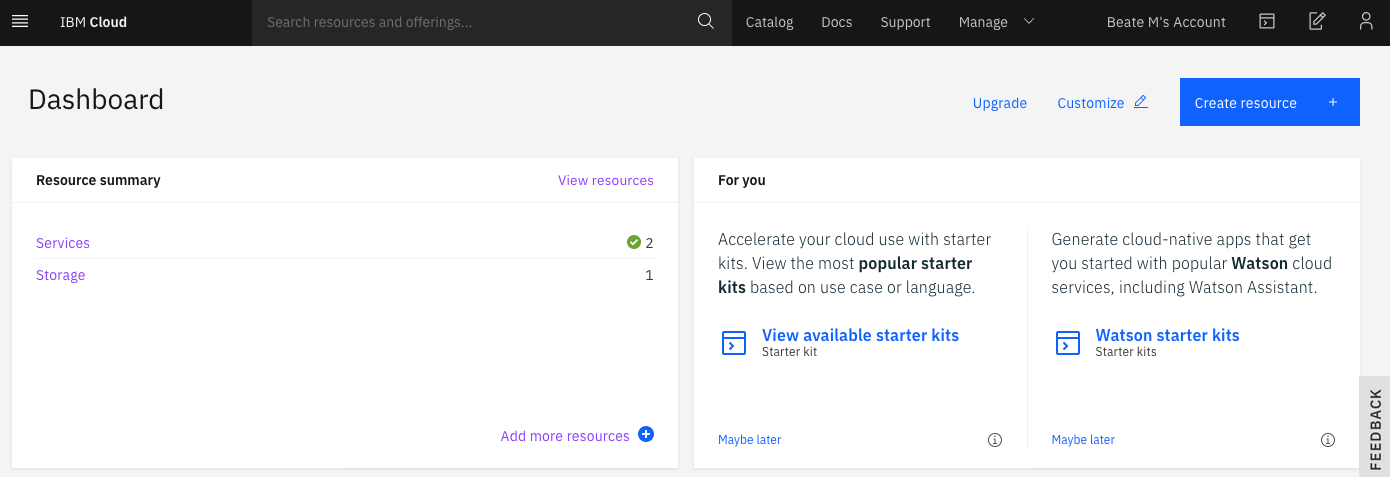 IBM Cloud
Search resources and offerings...
Catalog
Docs
Support
Manage
Beate M's Account
Dashboard
Upgrade
Customize
Create resource +
Resource summary
View resources
Services
2
Storage
1
Add more resources
For you
Accelerate your cloud use with starter
kits. View the most popular starter
kits based on use case or language.
View available starter kits
Starter kit
Maybe later
Generate cloud-native apps that get
you started with popular Watson cloud
services, including Watson Assistant.
Watson starter kits
Starter kits
Maybe later
FEEDBACK